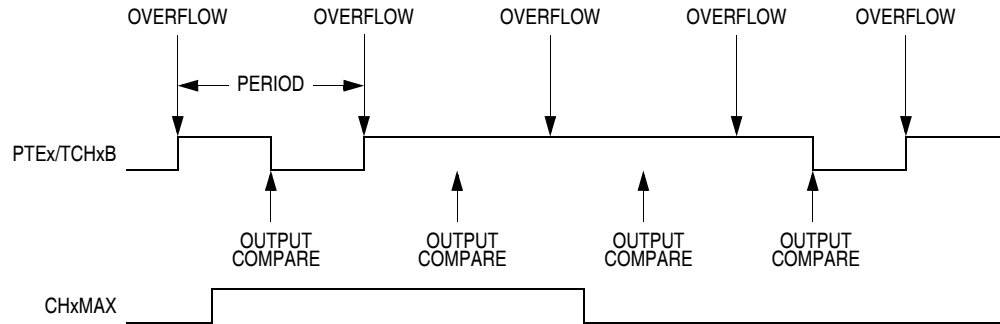 OVERFLOW OVERFLOW OVERFLOW OVERFLOW OVERFLOW
PERIOD
PTEx/TCHxB
OUTPUT
COMPARE
OUTPUT
COMPARE
OUTPUT
COMPARE
OUTPUT
COMPARE
CHxMAX